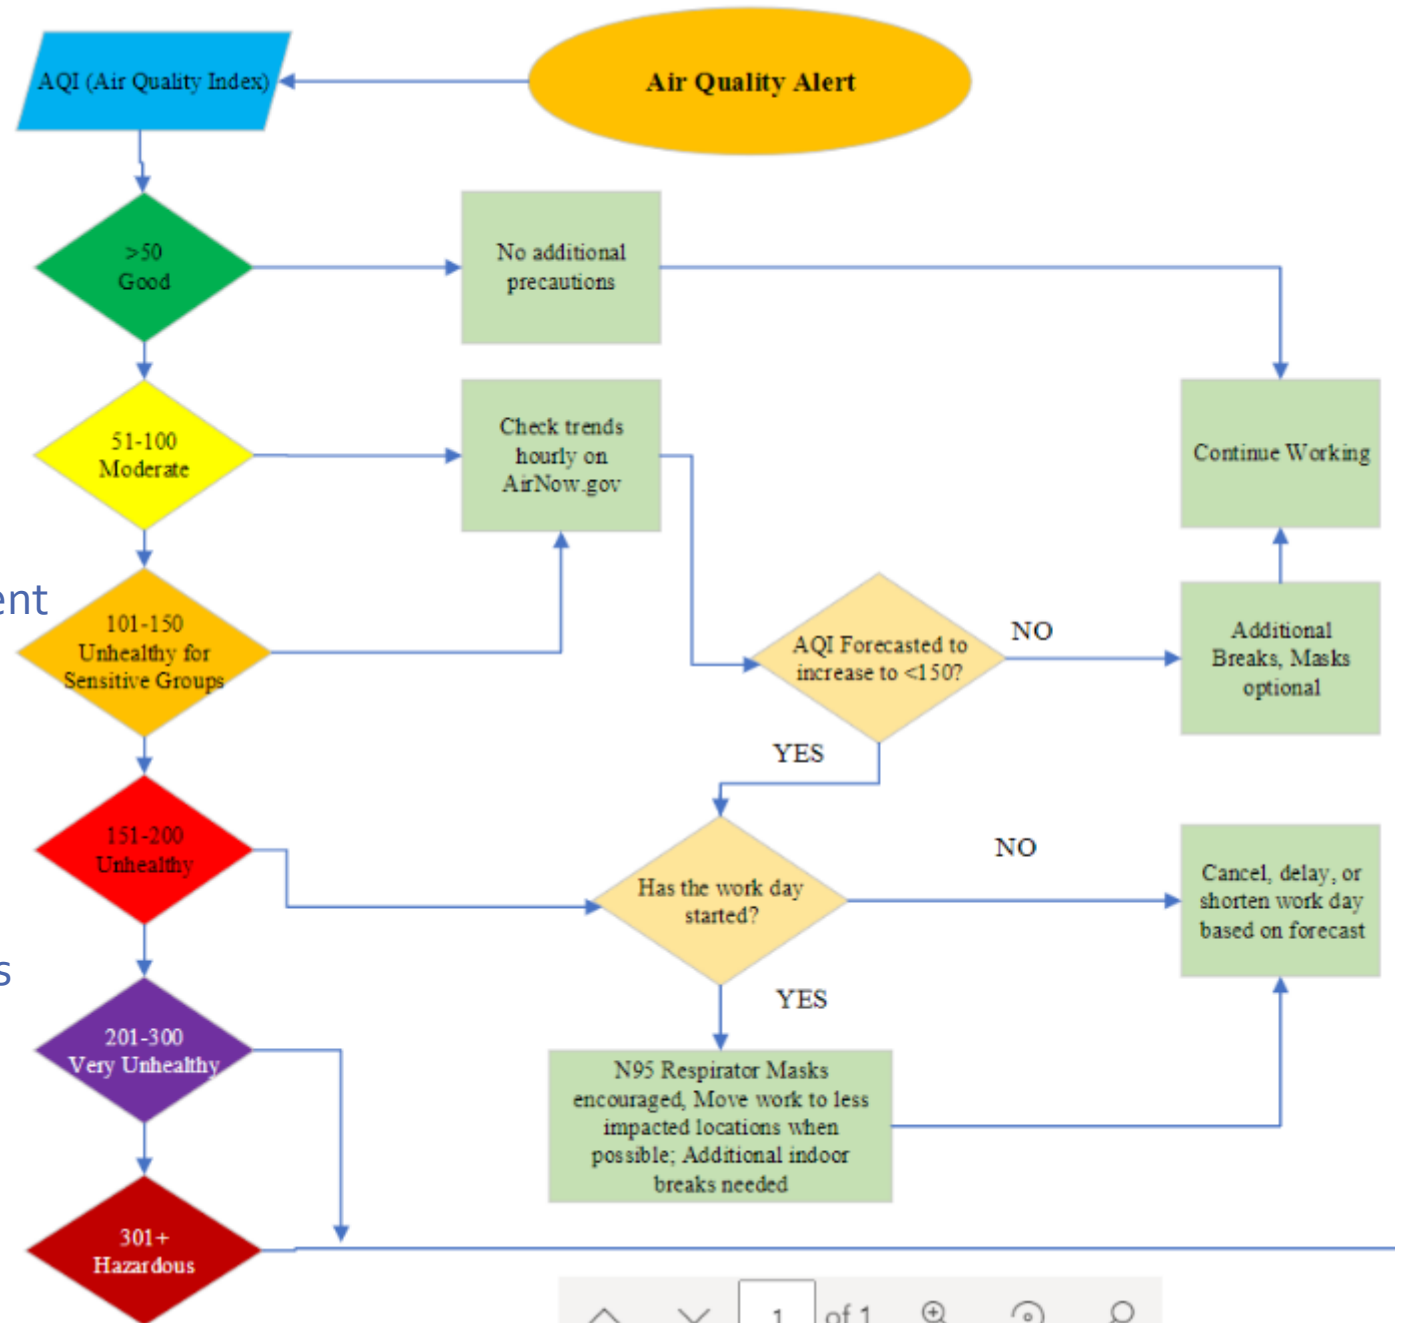 AQI (Air Quality Index)
Air Quality Alert
>50
Good
No additional
precautions
51-100
Moderate
Check trends
hourly on
AirNow.gov
Continue Working
ent
101-150
Unhealthy for
Sensitive Groups
AQI Forecasted to
increase to <150?
NO
Additional
Breaks, Masks
optional
YES
151-200
Unhealthy
Has the work day
started?
NO
Cancel, delay, or
shorten work day
based on forecast
s
YES
201-300
Very Unhealthy
N95 Respirator Masks
encouraged, Move work to less
impacted locations when
possible; Additional indoor
breaks needed
301+
Hazardous
1 of 1